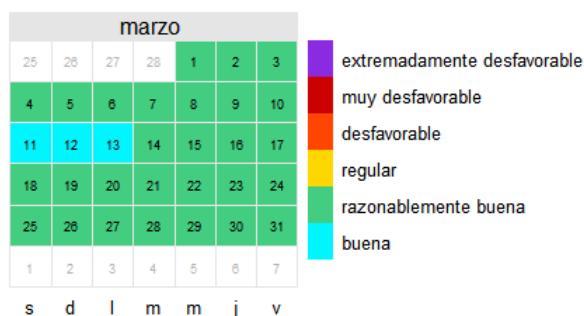 marzo
25 26 27 28 1 2 3
4 5 6 7 8 9 10
11 12 13 14 15 16 17
18 19 20 21 22 23 24
25 26 27 28 29 30 31
1 2 3 4 5 6 7
s d l m m j v
extremadamente desfavorable
muy desfavorable
desfavorable
regular
razonablemente buena
buena